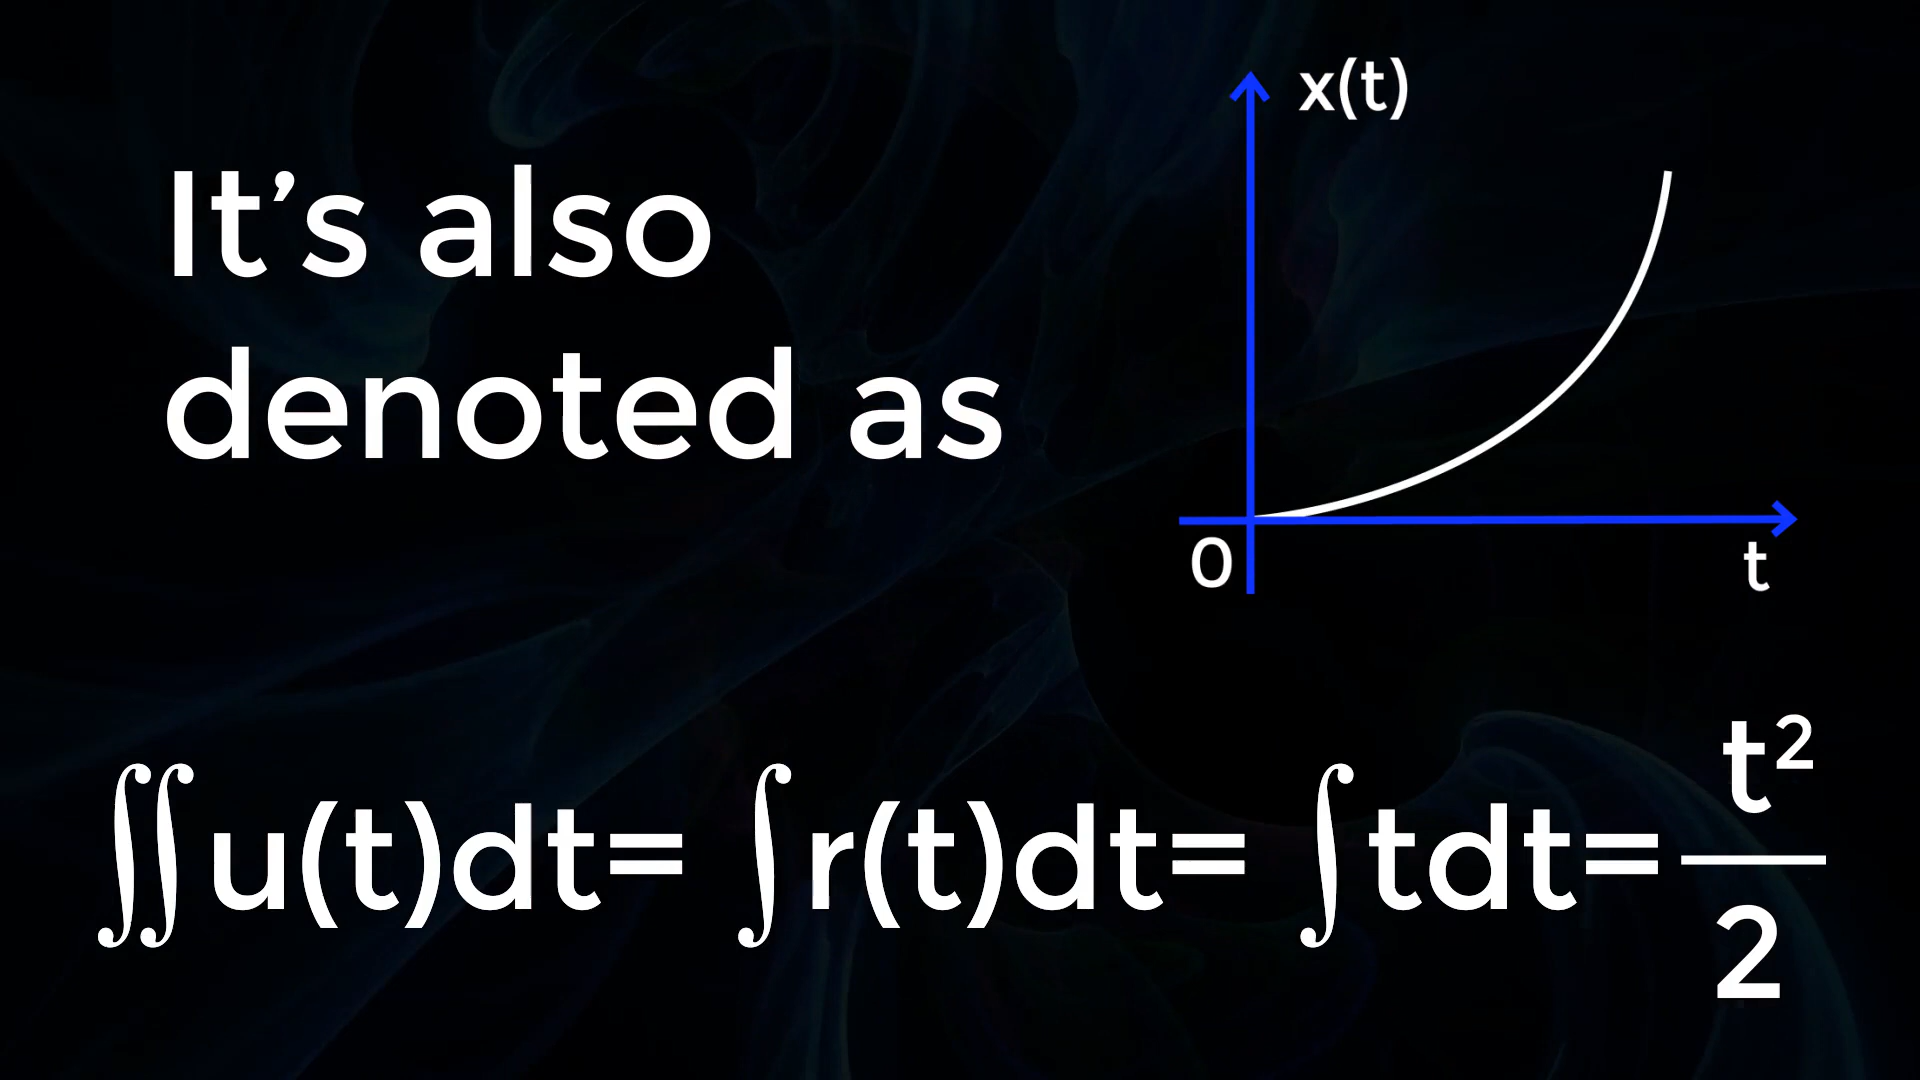 It’s also
denoted as
x(t)
0
t
∬u(t)dt= ∫r(t)dt= ∫tdt= t²/2